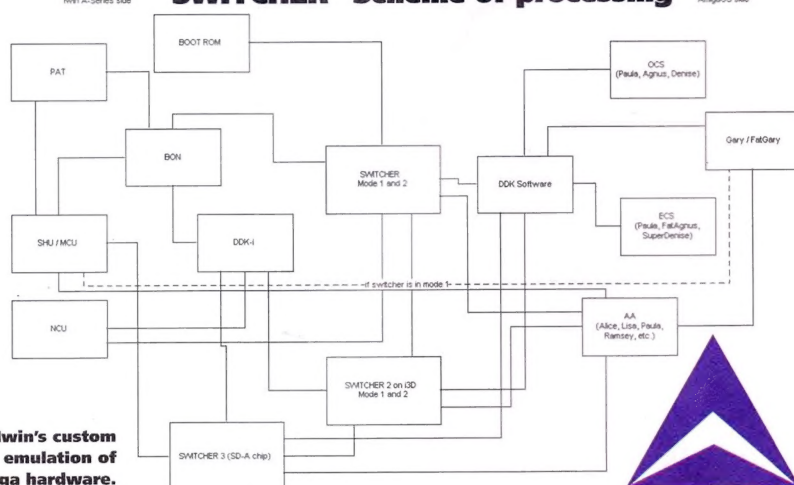 SWITCHER - Scheme of processing
BOOT ROM
PAT
OCS
(Paula, Agnus, Denise)
Gary / FatGary
BON
SWITCHER
Mode 1 and 2
DDK Software
ECS
(Paula, FatAgnus,
SuperDenise)
SHU / MCU
DDK-i
if switcher is in mode 1
NCU
AA
(Alice, Lisa, Paula,
Ramsey, etc.)
SWITCHER 2 on i3D
Mode 1 and 2
SWITCHER 3 (SD-A chip)
win's custom
emulation of
ga hardware.